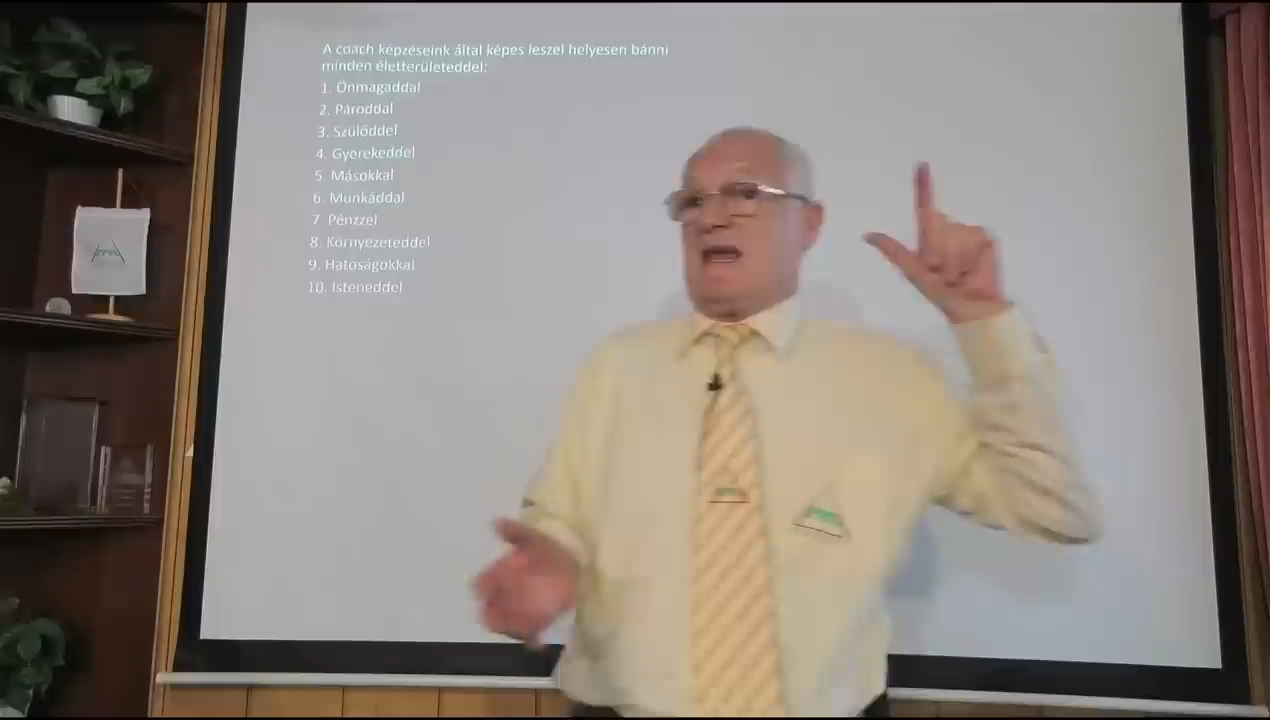 A coach képzéseink által képes leszel helyesen bánni
minden életterületeddel:
1. Önmagaddal
2. Pároddal
3. Szülőddel
4. Gyerekeddel
5. Másokkal
6. Munkáddal
7 Pénzzel
8. Környezeteddel
9. Hatóságokkal
10. Isteneddel